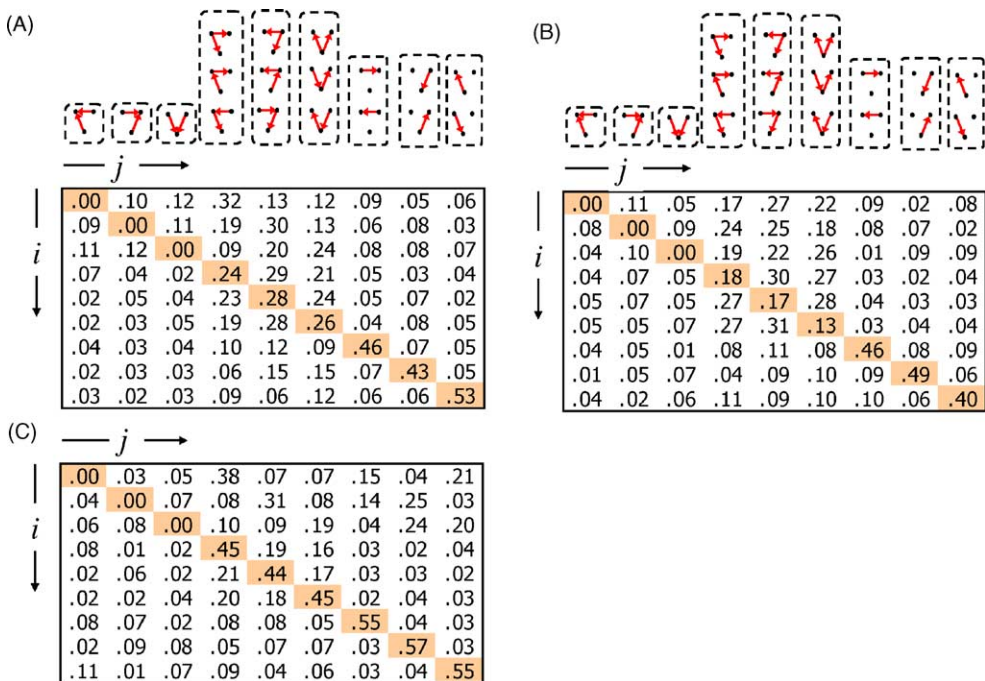 (A)
j
i
.00 .10 .12 .32 .13 .12 .09 .05 .06
.09 .00 .11 .19 .30 .13 .06 .08 .03
.11 .12 .00 .09 .20 .24 .08 .08 .07
.07 .04 .02 .24 .29 .21 .05 .03 .04
.02 .05 .04 .23 .28 .24 .05 .07 .02
.02 .03 .05 .19 .28 .26 .04 .08 .05
.04 .03 .04 .10 .12 .09 .46 .07 .05
.02 .03 .03 .06 .15 .15 .07 .43 .05
.03 .02 .03 .09 .06 .12 .06 .06 .53
(B)
j
i
.00 .11 .05 .17 .27 .22 .09 .02 .08
.08 .00 .09 .24 .25 .18 .08 .07 .02
.04 .10 .00 .19 .22 .26 .01 .09 .09
.04 .07 .05 .18 .30 .27 .03 .02 .04
.05 .07 .05 .27 .17 .28 .04 .03 .03
.05 .05 .07 .27 .31 .13 .03 .04 .04
.04 .05 .01 .08 .11 .08 .46 .08 .09
.01 .05 .07 .04 .09 .10 .09 .49 .06
.04 .02 .06 .11 .09 .10 .10 .06 .40
(C)
j
i
.00 .03 .05 .38 .07 .07 .15 .04 .21
.04 .00 .07 .08 .31 .08 .14 .25 .03
.06 .08 .00 .10 .09 .19 .04 .24 .20
.08 .01 .02 .45 .19 .16 .03 .02 .04
.02 .06 .02 .21 .44 .17 .03 .03 .02
.02 .02 .04 .20 .18 .45 .02 .04 .03
.08 .07 .02 .08 .08 .05 .55 .04 .03
.02 .09 .08 .05 .07 .07 .03 .57 .03
.11 .01 .07 .09 .04 .06 .03 .04 .55